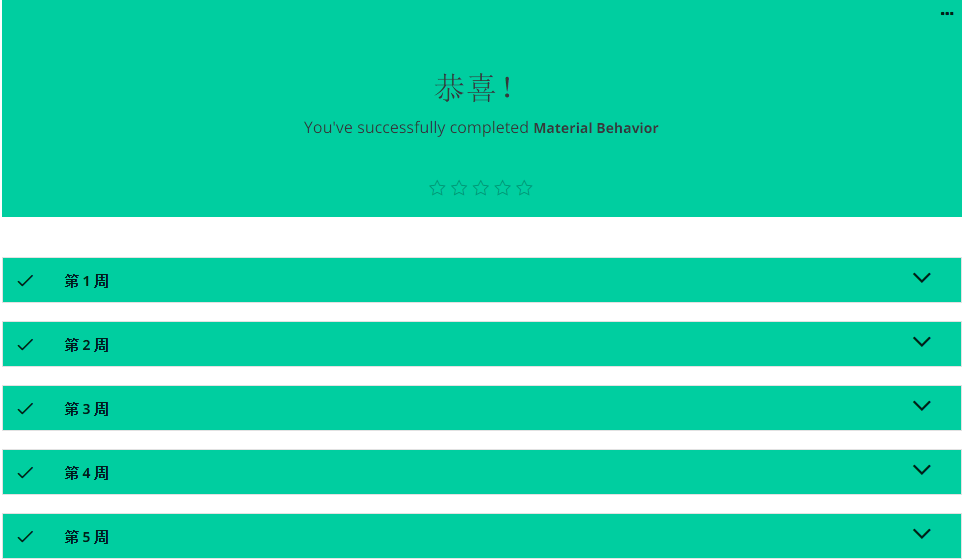 恭喜!
You've successfully completed Material Behavior
第 1 周
第 2 周
第 3 周
第 4 周
第 5 周